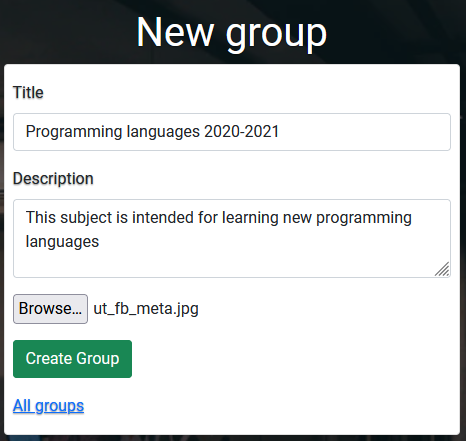 New group
Title
Programming languages 2020-2021
Description
This subject is intended for learning new programming
languages
Browse... ut_fb_meta.jpg
Create Group
All groups